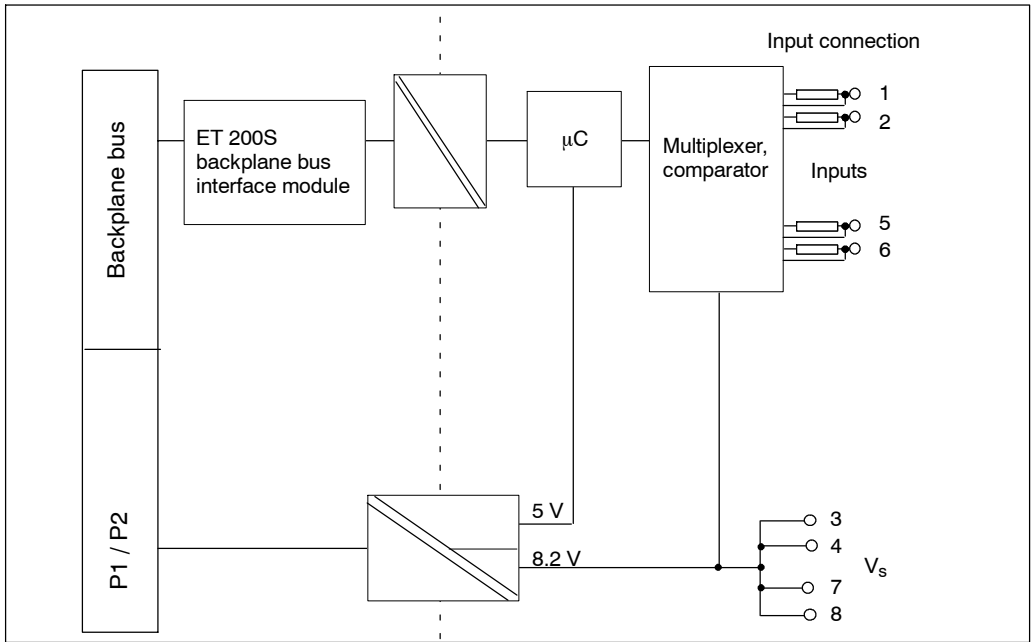 Input connection
Backplane bus
ET 200S
backplane bus
interface module
μC
Multiplexer,
comparator
1
2
Inputs
5
6
P1 / P2
5 V
8.2 V
3
4
Vs
7
8